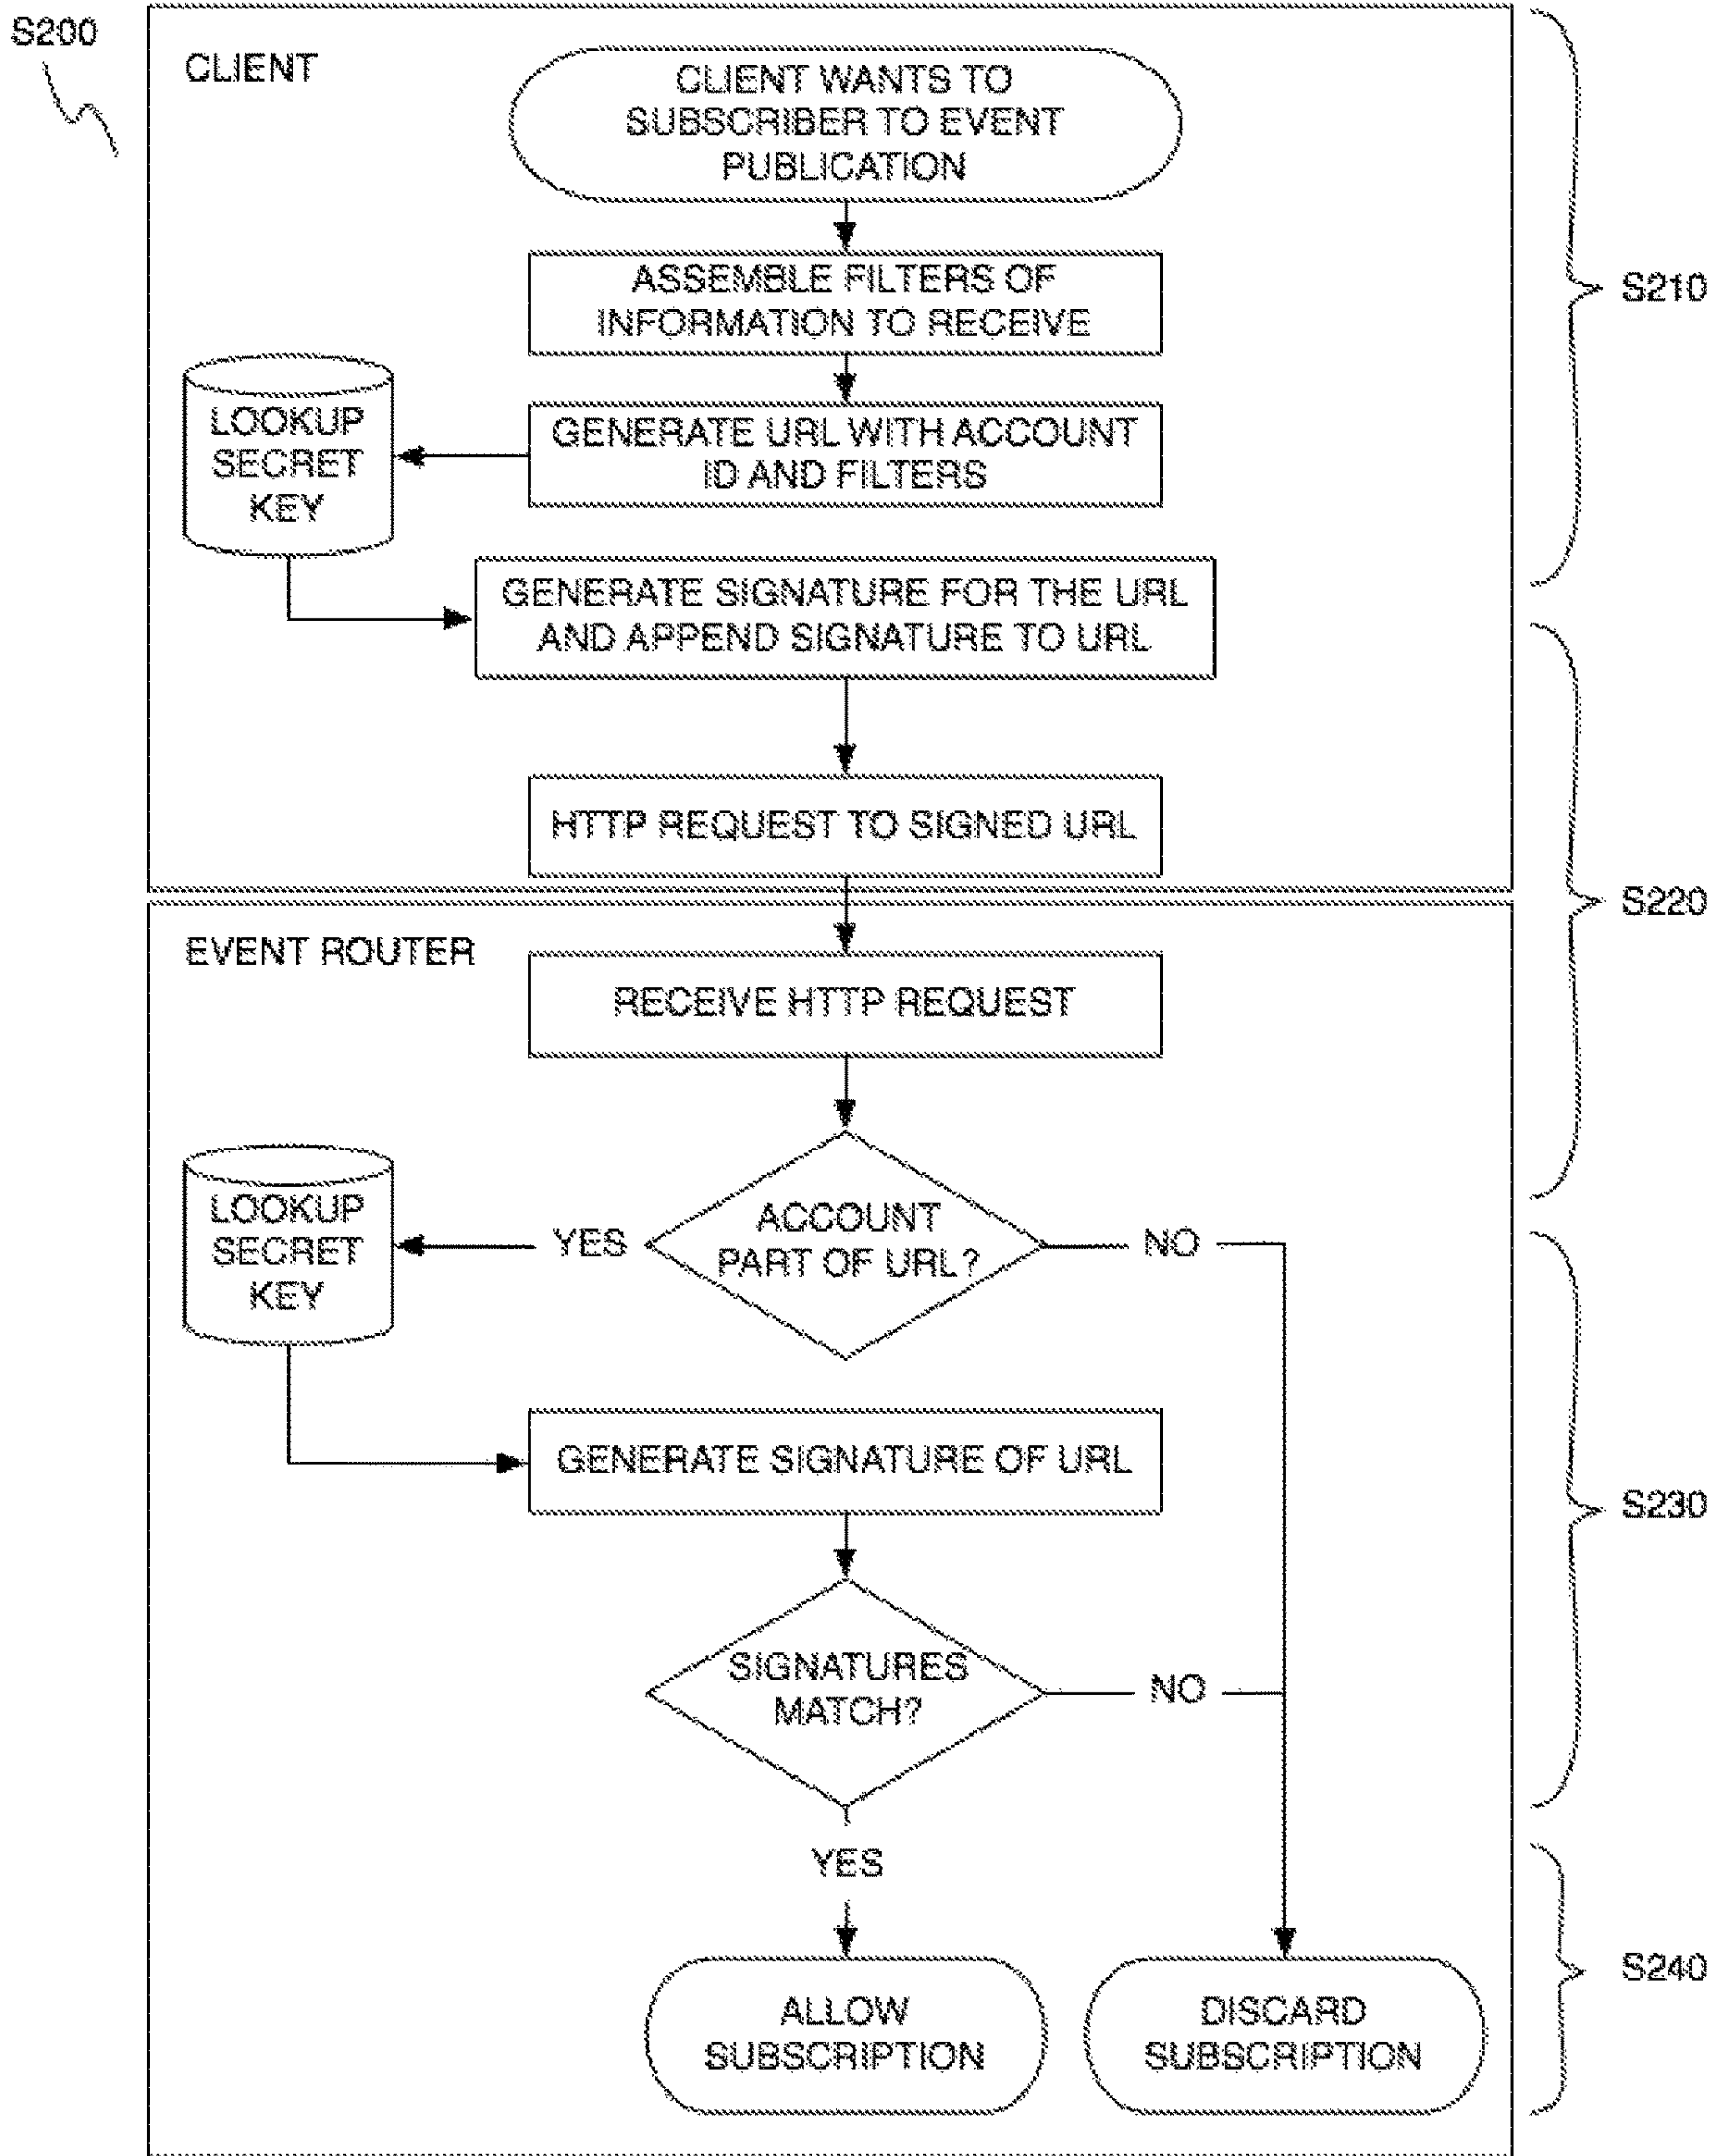 S200
CLIENT
CLIENT WANTS TO
SUBSCRIBER TO EVENT
PUBLICATION
ASSEMBLE FILTERS OF
INFORMATION TO RECEIVE
S210
LOOKUP
SECRET
KEY
GENERATE URL WITH ACCOUNT
ID AND FILTERS
GENERATE SIGNATURE FOR THE URL
AND APPEND SIGNATURE TO URL
HTTP REQUEST TO SIGNED URL
S220
EVENT ROUTER
RECEIVE HTTP REQUEST
LOOKUP
SECRET
KEY
YES
ACCOUNT
PART OF URL?
NO
GENERATE SIGNATURE OF URL
S230
SIGNATURES
MATCH?
NO
YES
S240
ALLOW
SUBSCRIPTION
DISCARD
SUBSCRIPTION